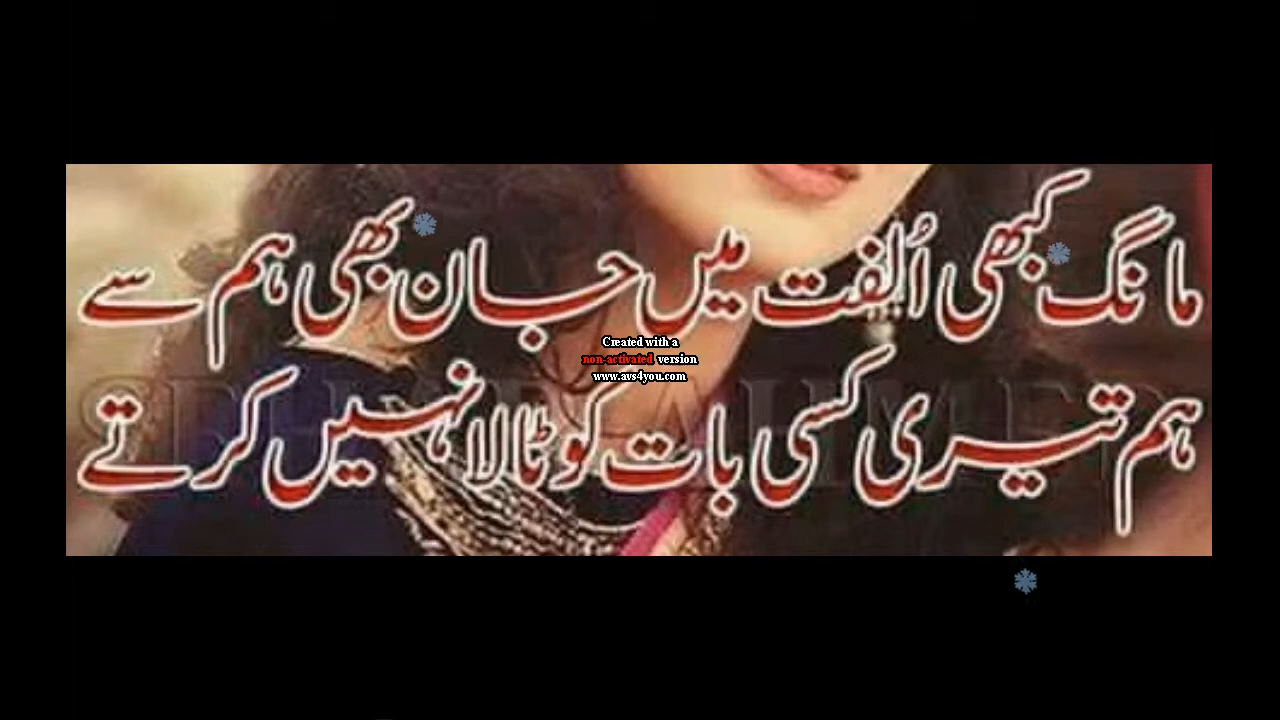 مانگ کبھی اُلفت میں جان بھی ہم سے
Created with a
non-activated version
www.avs4you.com
ہم تیری کسی بات کو ٹالا نہیں کرتے